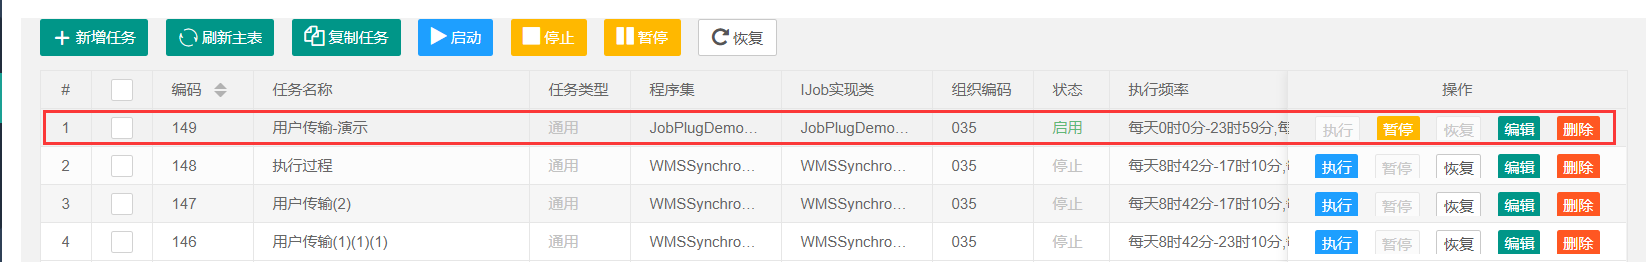 新增任务 刷新主表 复制任务 启动 停止 暂停 恢复
# 编码 任务名称 任务类型 程序集 IJob实现类 组织编码 状态 执行频率 操作
1 149 用户传输-演示 通用 JobPlugDemo... JobPlugDemo... 035 启用 每天0时0分-23时59分,每 执行 暂停 恢复 编辑 删除
2 148 执行过程 通用 WMSSynchro... WMSSynchro... 035 停止 每天8时42分-17时10分, 执行 暂停 恢复 编辑 删除
3 147 用户传输(2) 通用 WMSSynchro... WMSSynchro... 035 停止 每天8时42分-17时10分, 执行 暂停 恢复 编辑 删除
4 146 用户传输(1)(1)(1) 通用 WMSSynchro... WMSSynchro... 035 停止 每天8时42分-23时10分, 执行 暂停 恢复 编辑 删除